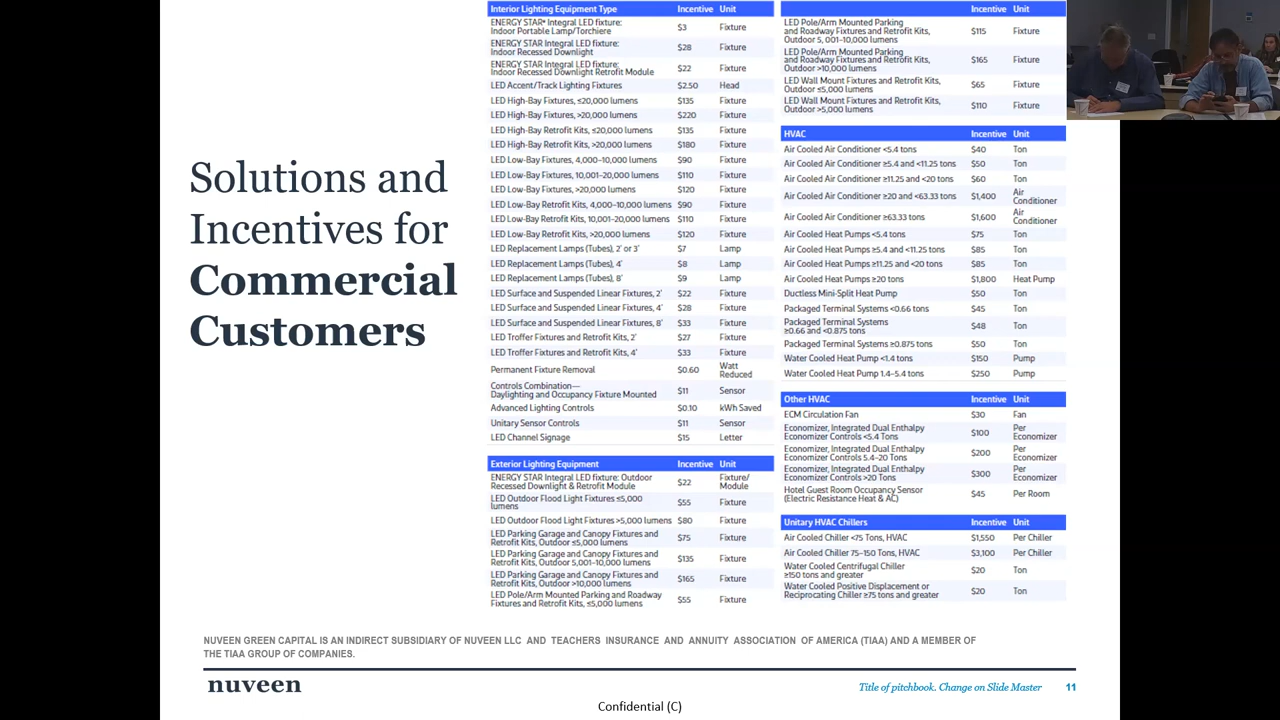 Solutions and
Incentives for
Commercial
Customers
Interior Lighting Equipment Type Incentive Unit
ENERGY STAR® Integral LED fixture:
Indoor Portable Lamp/Torchiere $3 Fixture
ENERGY STAR Integral LED fixture:
Indoor Recessed Downlight $28 Fixture
ENERGY STAR Integral LED fixture:
Indoor Recessed Downlight Retrofit Module $22 Fixture
LED Accent/Track Lighting Fixtures $2.50 Head
LED High-Bay Fixtures, ≤20,000 lumens $135 Fixture
LED High-Bay Fixtures, >20,000 lumens $220 Fixture
LED High-Bay Retrofit Kits, ≤20,000 lumens $135 Fixture
LED High-Bay Retrofit Kits, >20,000 lumens $180 Fixture
LED Low-Bay Fixtures, 4,000–10,000 lumens $90 Fixture
LED Low-Bay Fixtures, 10,001–20,000 lumens $110 Fixture
LED Low-Bay Fixtures, >20,000 lumens $120 Fixture
LED Low-Bay Retrofit Kits, 4,000–10,000 lumens $90 Fixture
LED Low-Bay Retrofit Kits, 10,001–20,000 lumens $110 Fixture
LED Low-Bay Retrofit Kits, >20,000 lumens $120 Fixture
LED Replacement Lamps (Tubes), 2' or 3' $7 Lamp
LED Replacement Lamps (Tubes), 4' $8 Lamp
LED Replacement Lamps (Tubes), 8' $9 Lamp
LED Surface and Suspended Linear Fixtures, 2' $22 Fixture
LED Surface and Suspended Linear Fixtures, 4' $28 Fixture
LED Surface and Suspended Linear Fixtures, 8' $33 Fixture
LED Troffer Fixtures and Retrofit Kits, 2' $27 Fixture
LED Troffer Fixtures and Retrofit Kits, 4' $33 Fixture
Permanent Fixture Removal $0.60 Watt
Reduced
Controls Combination—
Daylighting and Occupancy Fixture Mounted $11 Sensor
Advanced Lighting Controls $0.10 kWh Saved
Unitary Sensor Controls $11 Sensor
LED Channel Signage $15 Letter
Exterior Lighting Equipment Incentive Unit
ENERGY STAR Integral LED fixture: Outdoor
Recessed Downlight & Retrofit Module $22 Fixture/
Module
LED Outdoor Flood Light Fixtures ≤5,000
lumens $55 Fixture
LED Outdoor Flood Light Fixtures >5,000 lumens $80 Fixture
LED Parking Garage and Canopy Fixtures and
Retrofit Kits, Outdoor ≤5,000 lumens $75 Fixture
LED Parking Garage and Canopy Fixtures and
Retrofit Kits, Outdoor 5,001–10,000 lumens $135 Fixture
LED Parking Garage and Canopy Fixtures and
Retrofit Kits, Outdoor >10,000 lumens $165 Fixture
LED Pole/Arm Mounted Parking and Roadway
Fixtures and Retrofit Kits, ≤5,000 lumens $55 Fixture
Incentive Unit
LED Pole/Arm Mounted Parking
and Roadway Fixtures and Retrofit Kits,
Outdoor 5, 001–10,000 lumens $115 Fixture
LED Pole/Arm Mounted Parking
and Roadway Fixtures and Retrofit Kits,
Outdoor >10,000 lumens $165 Fixture
LED Wall Mount Fixtures and Retrofit Kits,
Outdoor ≤5,000 lumens $65 Fixture
LED Wall Mount Fixtures and Retrofit Kits,
Outdoor >5,000 lumens $110 Fixture
HVAC Incentive Unit
Air Cooled Air Conditioner <5.4 tons $40 Ton
Air Cooled Air Conditioner ≥5.4 and <11.25 tons $50 Ton
Air Cooled Air Conditioner ≥11.25 and <20 tons $60 Ton
Air Cooled Air Conditioner ≥20 and <63.33 tons $1,400 Air
Conditioner
Air Cooled Air Conditioner ≥63.33 tons $1,600 Air
Conditioner
Air Cooled Heat Pumps <5.4 tons $75 Ton
Air Cooled Heat Pumps ≥5.4 and <11.25 tons $85 Ton
Air Cooled Heat Pumps ≥11.25 and <20 tons $85 Ton
Air Cooled Heat Pumps ≥20 tons $1,800 Heat Pump
Ductless Mini-Split Heat Pump $50 Ton
Packaged Terminal Systems <0.66 tons $45 Ton
Packaged Terminal Systems
≥0.66 and <0.875 tons $48 Ton
Packaged Terminal Systems ≥0.875 tons $50 Ton
Water Cooled Heat Pump <1.4 tons $150 Pump
Water Cooled Heat Pump 1.4–5.4 tons $250 Pump
Other HVAC Incentive Unit
ECM Circulation Fan $30 Fan
Economizer, Integrated Dual Enthalpy
Economizer Controls <5.4 Tons $100 Per
Economizer
Economizer, Integrated Dual Enthalpy
Economizer Controls 5.4–20 Tons $200 Per
Economizer
Economizer, Integrated Dual Enthalpy
Economizer Controls >20 Tons $300 Per
Economizer
Hotel Guest Room Occupancy Sensor
(Electric Resistance Heat & AC) $45 Per Room
Unitary HVAC Chillers Incentive Unit
Air Cooled Chiller <75 Tons, HVAC $1,550 Per Chiller
Air Cooled Chiller 75–150 Tons, HVAC $3,100 Per Chiller
Water Cooled Centrifugal Chiller
≥150 tons and greater $20 Ton
Water Cooled Positive Displacement or
Reciprocating Chiller ≥75 tons and greater $20 Ton
NUVEEN GREEN CAPITAL IS AN INDIRECT SUBSIDIARY OF NUVEEN LLC AND TEACHERS INSURANCE AND ANNUITY ASSOCIATION OF AMERICA (TIAA) AND A MEMBER OF
THE TIAA GROUP OF COMPANIES.
nuveen
Title of pitchbook. Change on Slide Master 11
Confidential (C)